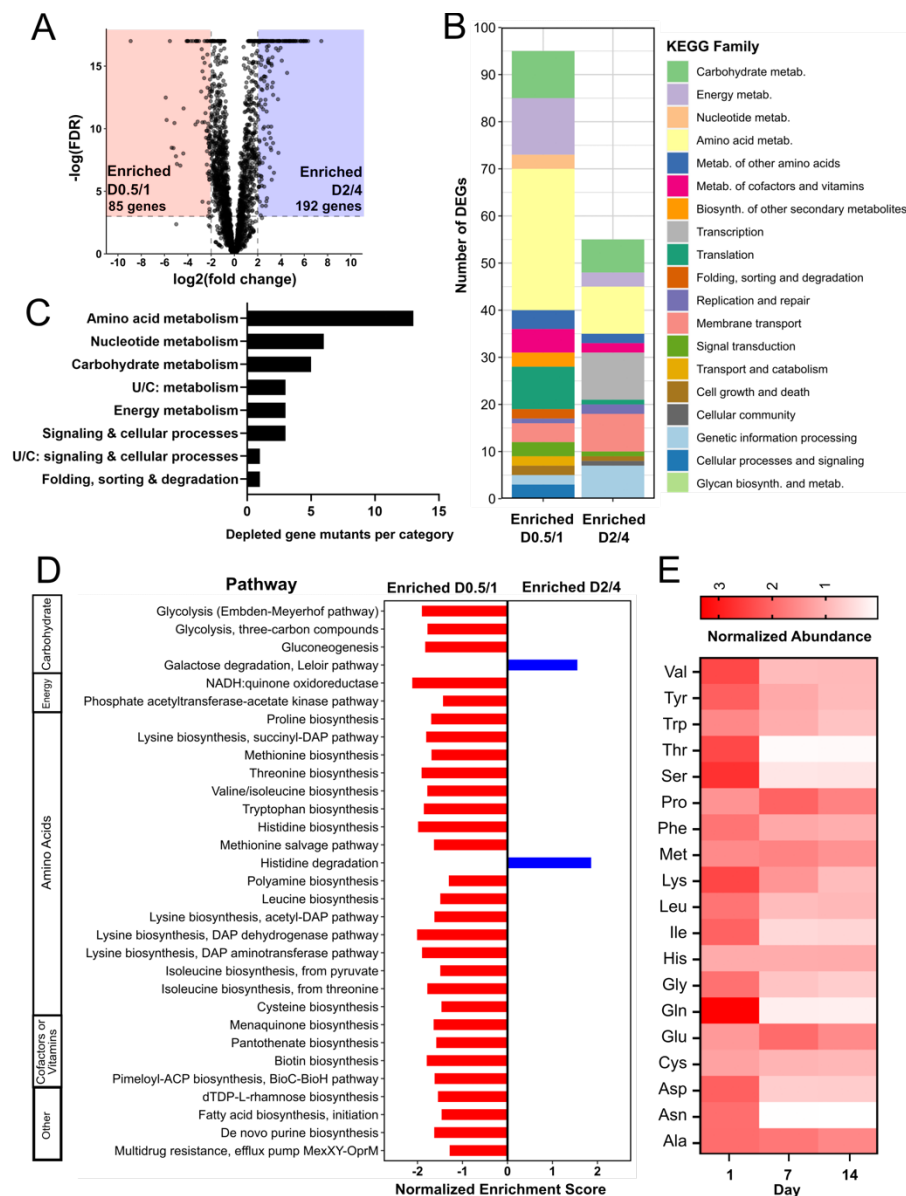 A
15
10
5
0
-log(FDR)
Enriched
D0.5/1
85 genes
Enriched
D2/4
192 genes
-10 -8 -6 -4 -2 0 2 4 6 8 10
log2(fold change)
B
100
90
80
70
60
50
40
30
20
10
0
Number of DEGs
Enriched
D0.5/1
Enriched
D2/4
KEGG Family
Carbohydrate metab.
Energy metab.
Nucleotide metab.
Amino acid metab.
Metab. of other amino acids
Metab. of cofactors and vitamins
Biosynth. of other secondary metabolites
Transcription
Translation
Folding, sorting and degradation
Replication and repair
Membrane transport
Signal transduction
Transport and catabolism
Cell growth and death
Cellular community
Genetic information processing
Cellular processes and signaling
Glycan biosynth. and metab.
C
Amino acid metabolism
Nucleotide metabolism
Carbohydrate metabolism
U/C: metabolism
Energy metabolism
Signaling & cellular processes
U/C: signaling & cellular processes
Folding, sorting & degradation
0 5 10 15
Depleted gene mutants per category
D
Pathway
Enriched D0.5/1 Enriched D2/4
Carbohydrate
Glycolysis (Embden-Meyerhof pathway)
Glycolysis, three-carbon compounds
Gluconeogenesis
Galactose degradation, Leloir pathway
Energy
NADH:quinone oxidoreductase
Phosphate acetyltransferase-acetate kinase pathway
Amino Acids
Proline biosynthesis
Lysine biosynthesis, succinyl-DAP pathway
Methionine biosynthesis
Threonine biosynthesis
Valine/isoleucine biosynthesis
Tryptophan biosynthesis
Histidine biosynthesis
Methionine salvage pathway
Histidine degradation
Polyamine biosynthesis
Leucine biosynthesis
Lysine biosynthesis, acetyl-DAP pathway
Lysine biosynthesis, DAP dehydrogenase pathway
Lysine biosynthesis, DAP aminotransferase pathway
Isoleucine biosynthesis, from pyruvate
Isoleucine biosynthesis, from threonine
Cysteine biosynthesis
Cofactors or
Vitamins
Menaquinone biosynthesis
Pantothenate biosynthesis
Biotin biosynthesis
Pimeloyl-ACP biosynthesis, BioC-BioH pathway
Other
dTDP-L-rhamnose biosynthesis
Fatty acid biosynthesis, initiation
De novo purine biosynthesis
Multidrug resistance, efflux pump MexXY-OprM
-2 -1 0 1 2
Normalized Enrichment Score
E
3 2 1
Normalized Abundance
Val
Tyr
Trp
Thr
Ser
Pro
Phe
Met
Lys
Leu
Ile
His
Gly
Gln
Glu
Cys
Asp
Asn
Ala
1 7 14
Day